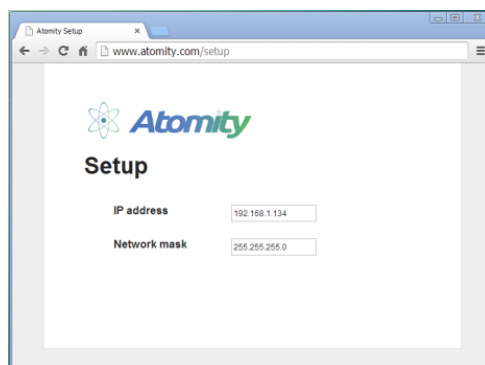 Atomity Setup
www.atomity.com/setup
Atomity
Setup
IP address 192.168.1.134
Network mask 255.255.255.0